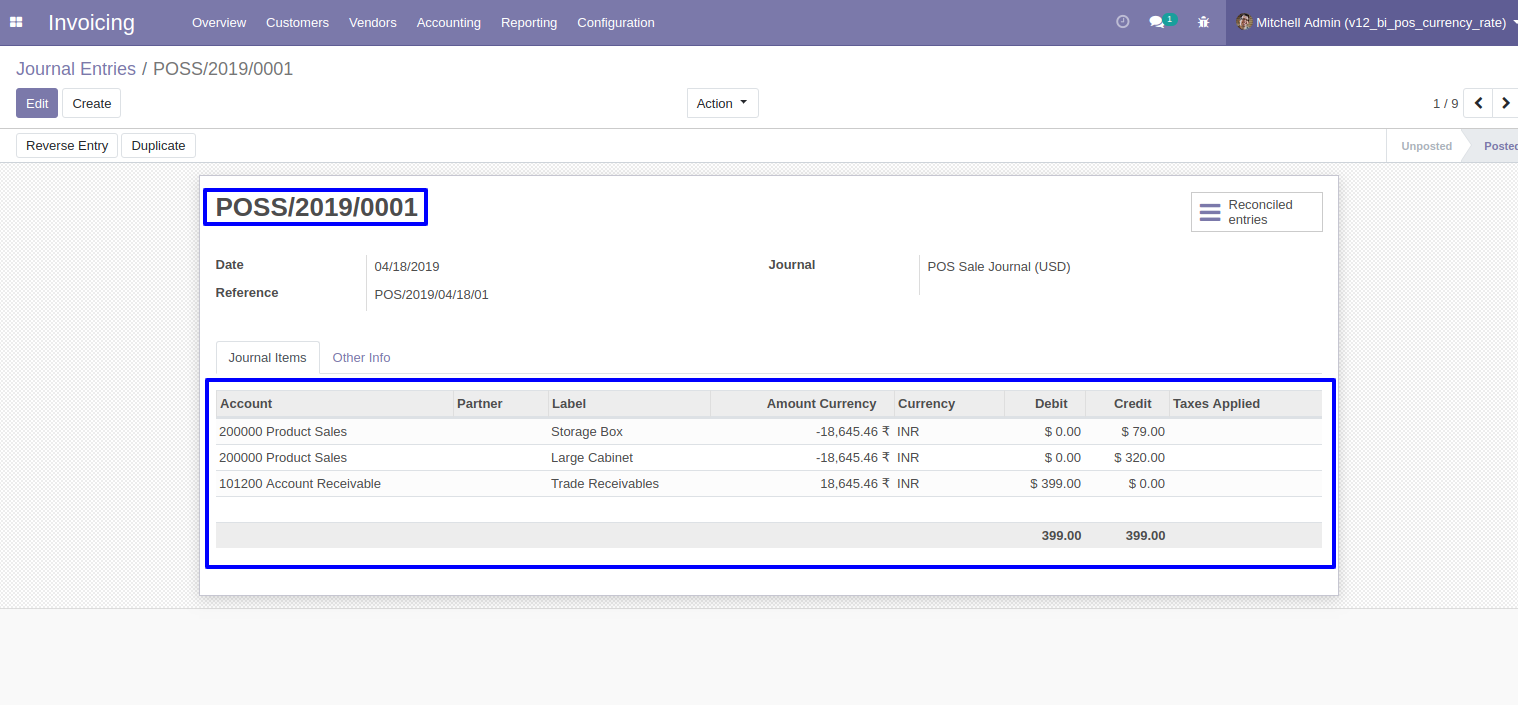 Invoicing Overview Customers Vendors Accounting Reporting Configuration 1 Mitchell Admin (v12_bi_pos_currency_rate)
Journal Entries / POSS/2019/0001
Edit Create Action 1 / 9
Reverse Entry Duplicate Unposted Posted
POSS/2019/0001
Reconciled
entries
Date 04/18/2019 Journal POS Sale Journal (USD)
Reference POS/2019/04/18/01
Journal Items Other Info
Account Partner Label Amount Currency Currency Debit Credit Taxes Applied
200000 Product Sales Storage Box -18,645.46 ₹ INR $ 0.00 $ 79.00
200000 Product Sales Large Cabinet -18,645.46 ₹ INR $ 0.00 $ 320.00
101200 Account Receivable Trade Receivables 18,645.46 ₹ INR $ 399.00 $ 0.00
399.00 399.00